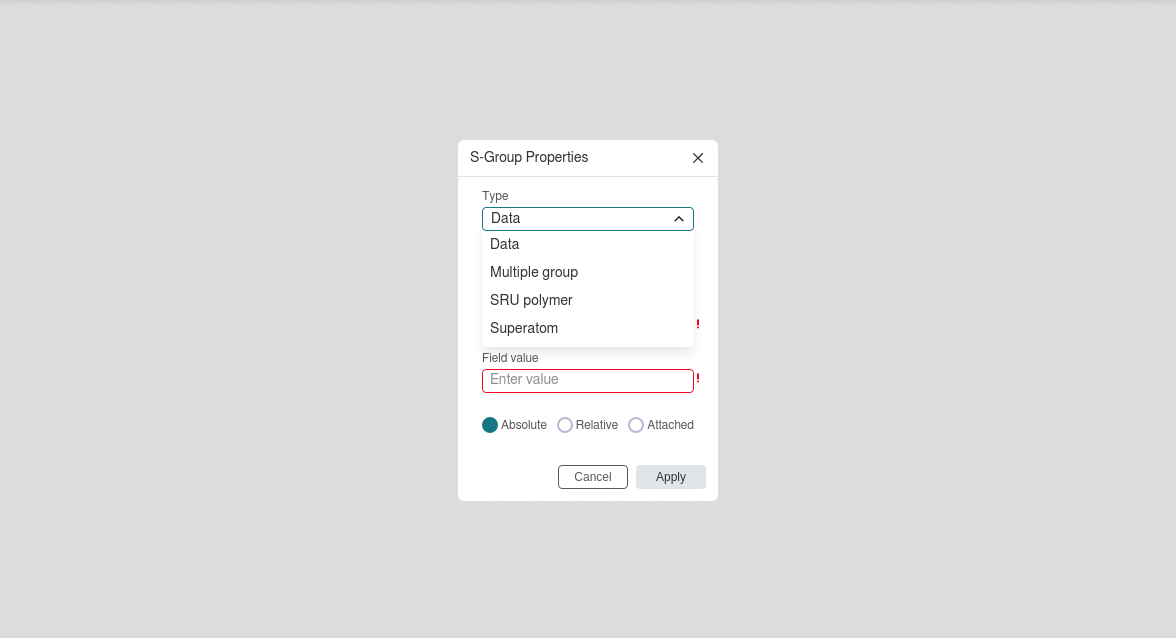 S-Group Properties
Type
Data
Data
Multiple group
SRU polymer
Superatom
!
Field value
Enter value !
Absolute Relative Attached
Cancel Apply